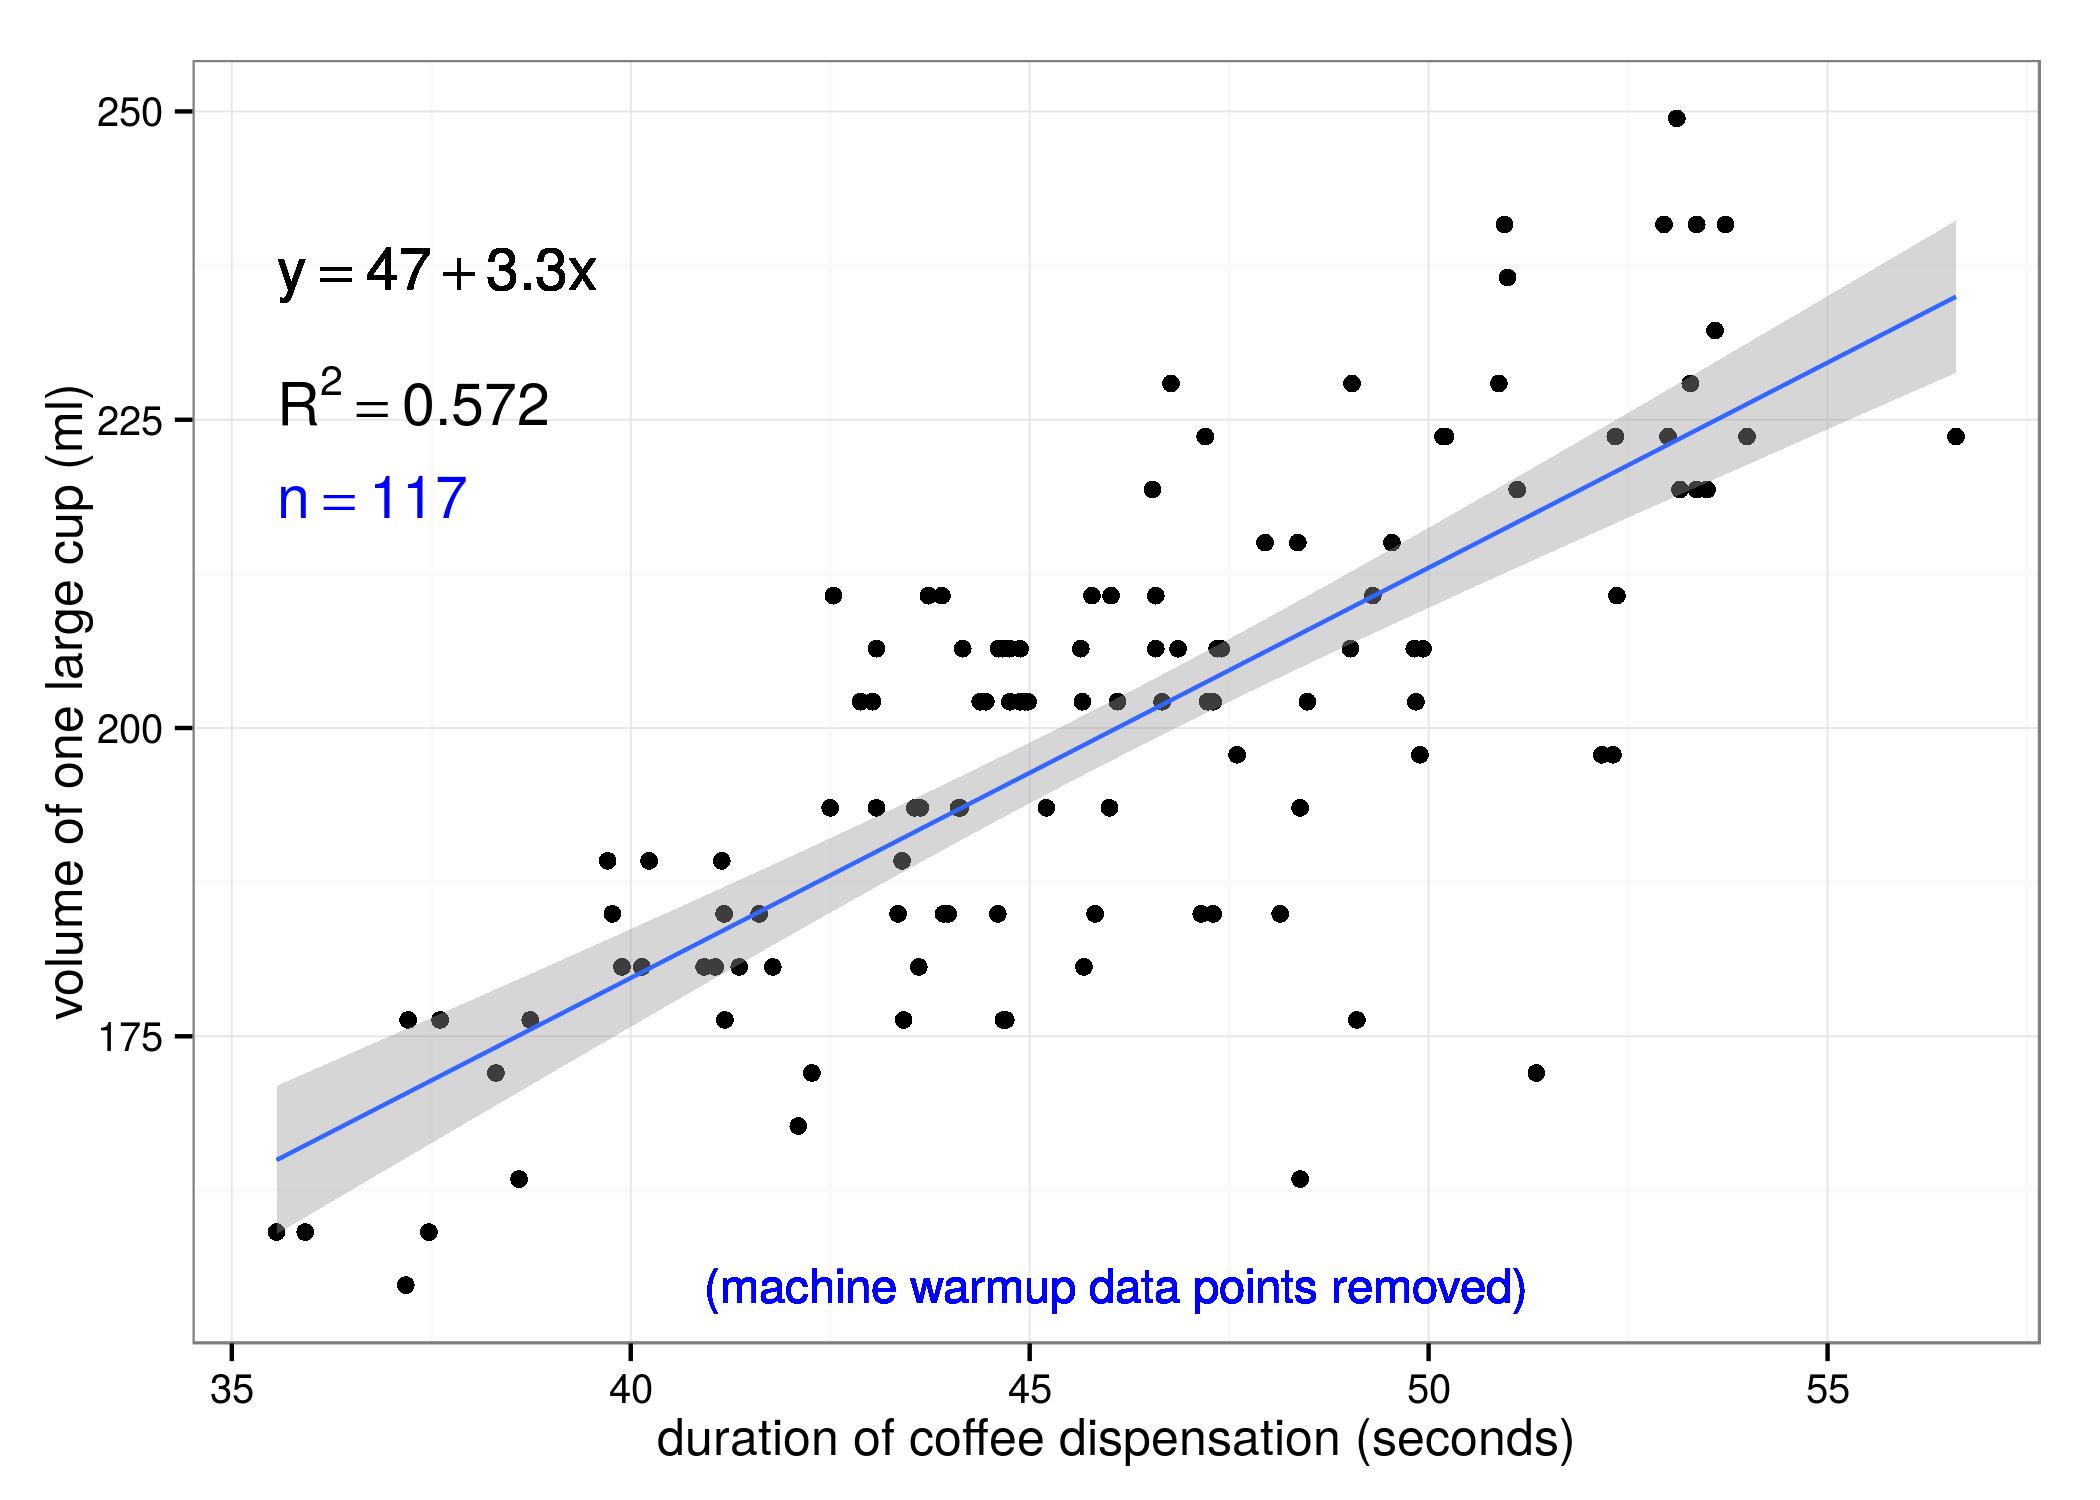 250
225
200
175
volume of one large cup (ml)
y = 47 + 3.3x
R² = 0.572
n = 117
(machine warmup data points removed)
35 40 45 50 55
duration of coffee dispensation (seconds)